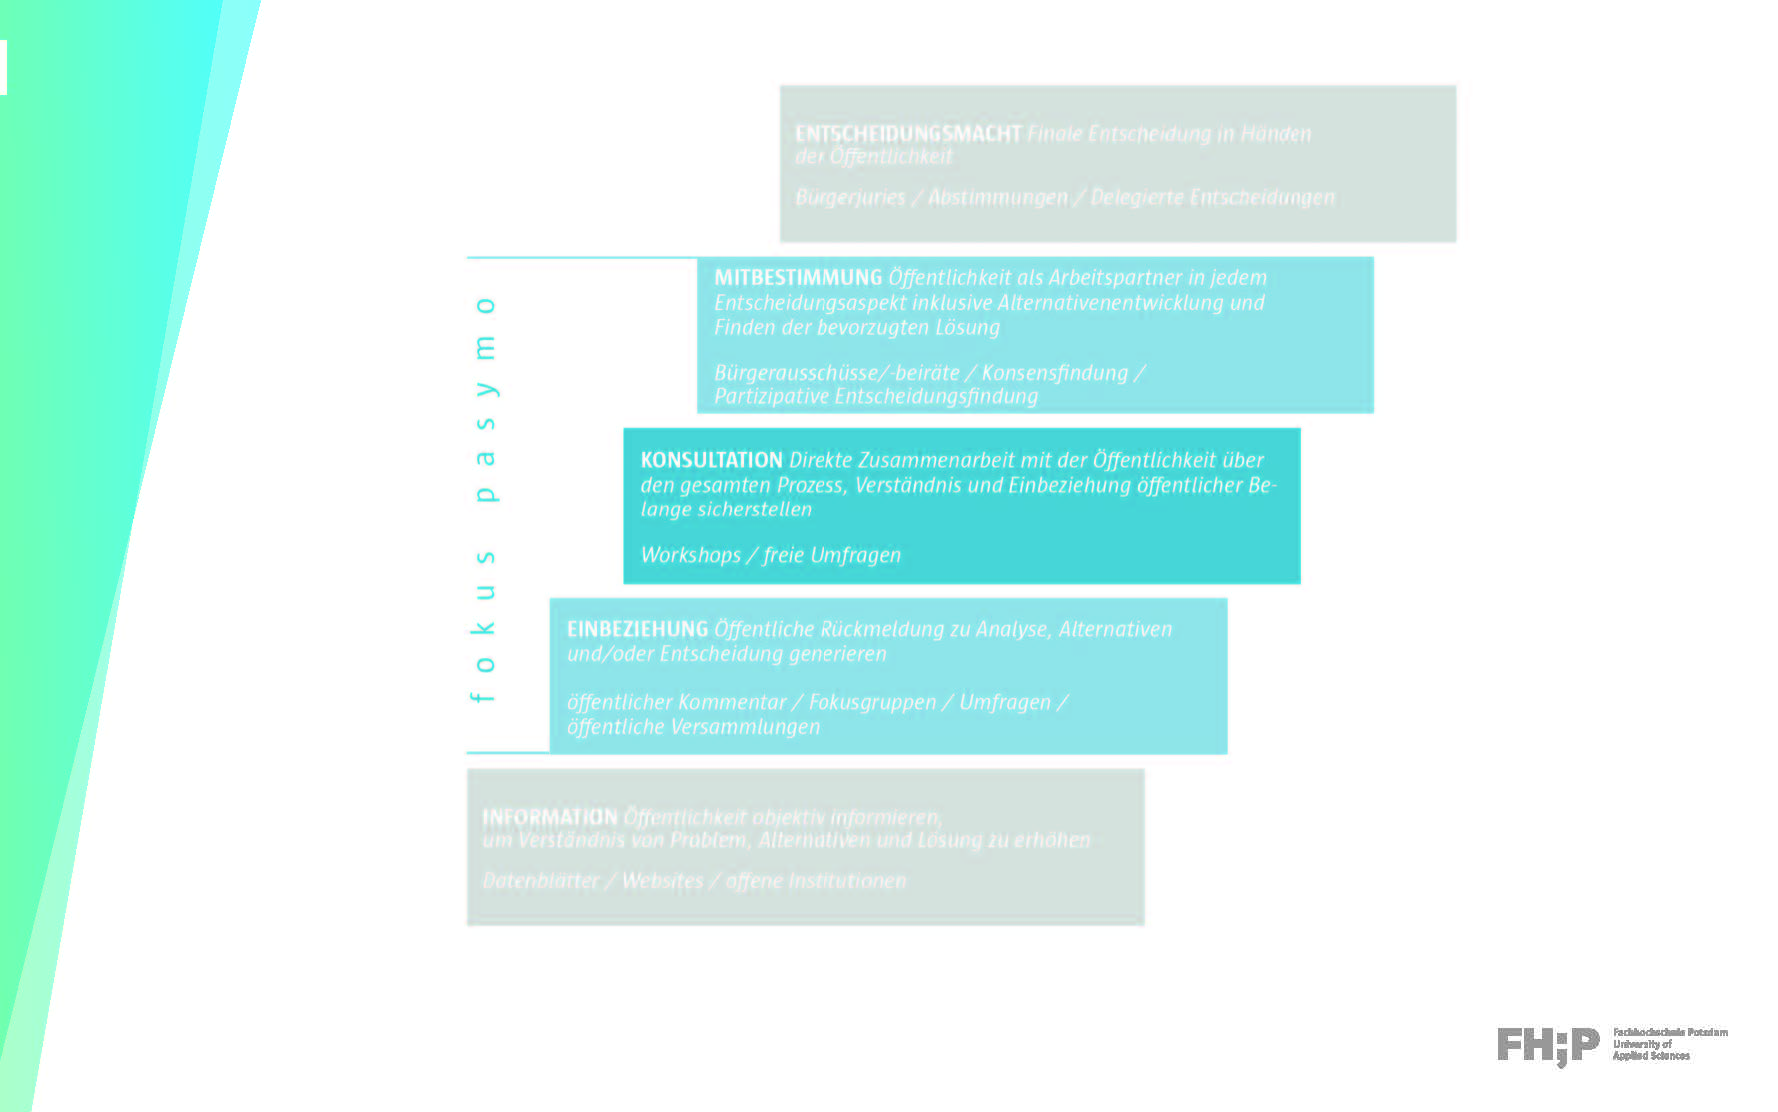 ENTSCHEIDUNGSMACHT Finale Entscheidung in Händen
der Öffentlichkeit
Bürgerjuries / Abstimmungen / Delegierte Entscheidungen
MITBESTIMMUNG Öffentlichkeit als Arbeitspartner in jedem
Entscheidungsaspekt inklusive Alternativenentwicklung und
Finden der bevorzugten Lösung
Bürgerausschüsse/-beiräte / Konsensfindung /
Partizipative Entscheidungsfindung
fokus pasymo
KONSULTATION Direkte Zusammenarbeit mit der Öffentlichkeit über
den gesamten Prozess, Verständnis und Einbeziehung öffentlicher Be-
lange sicherstellen
Workshops / freie Umfragen
EINBEZIEHUNG Öffentliche Rückmeldung zu Analyse, Alternativen
und/oder Entscheidung generieren
öffentlicher Kommentar / Fokusgruppen / Umfragen /
öffentliche Versammlungen
INFORMATION Öffentlichkeit objektiv informieren,
um Verständnis von Problem, Alternativen und Lösung zu erhöhen
Datenblätter / Websites / offene Institutionen
FH;P
Fachhochschule Potsdam
University of
Applied Sciences